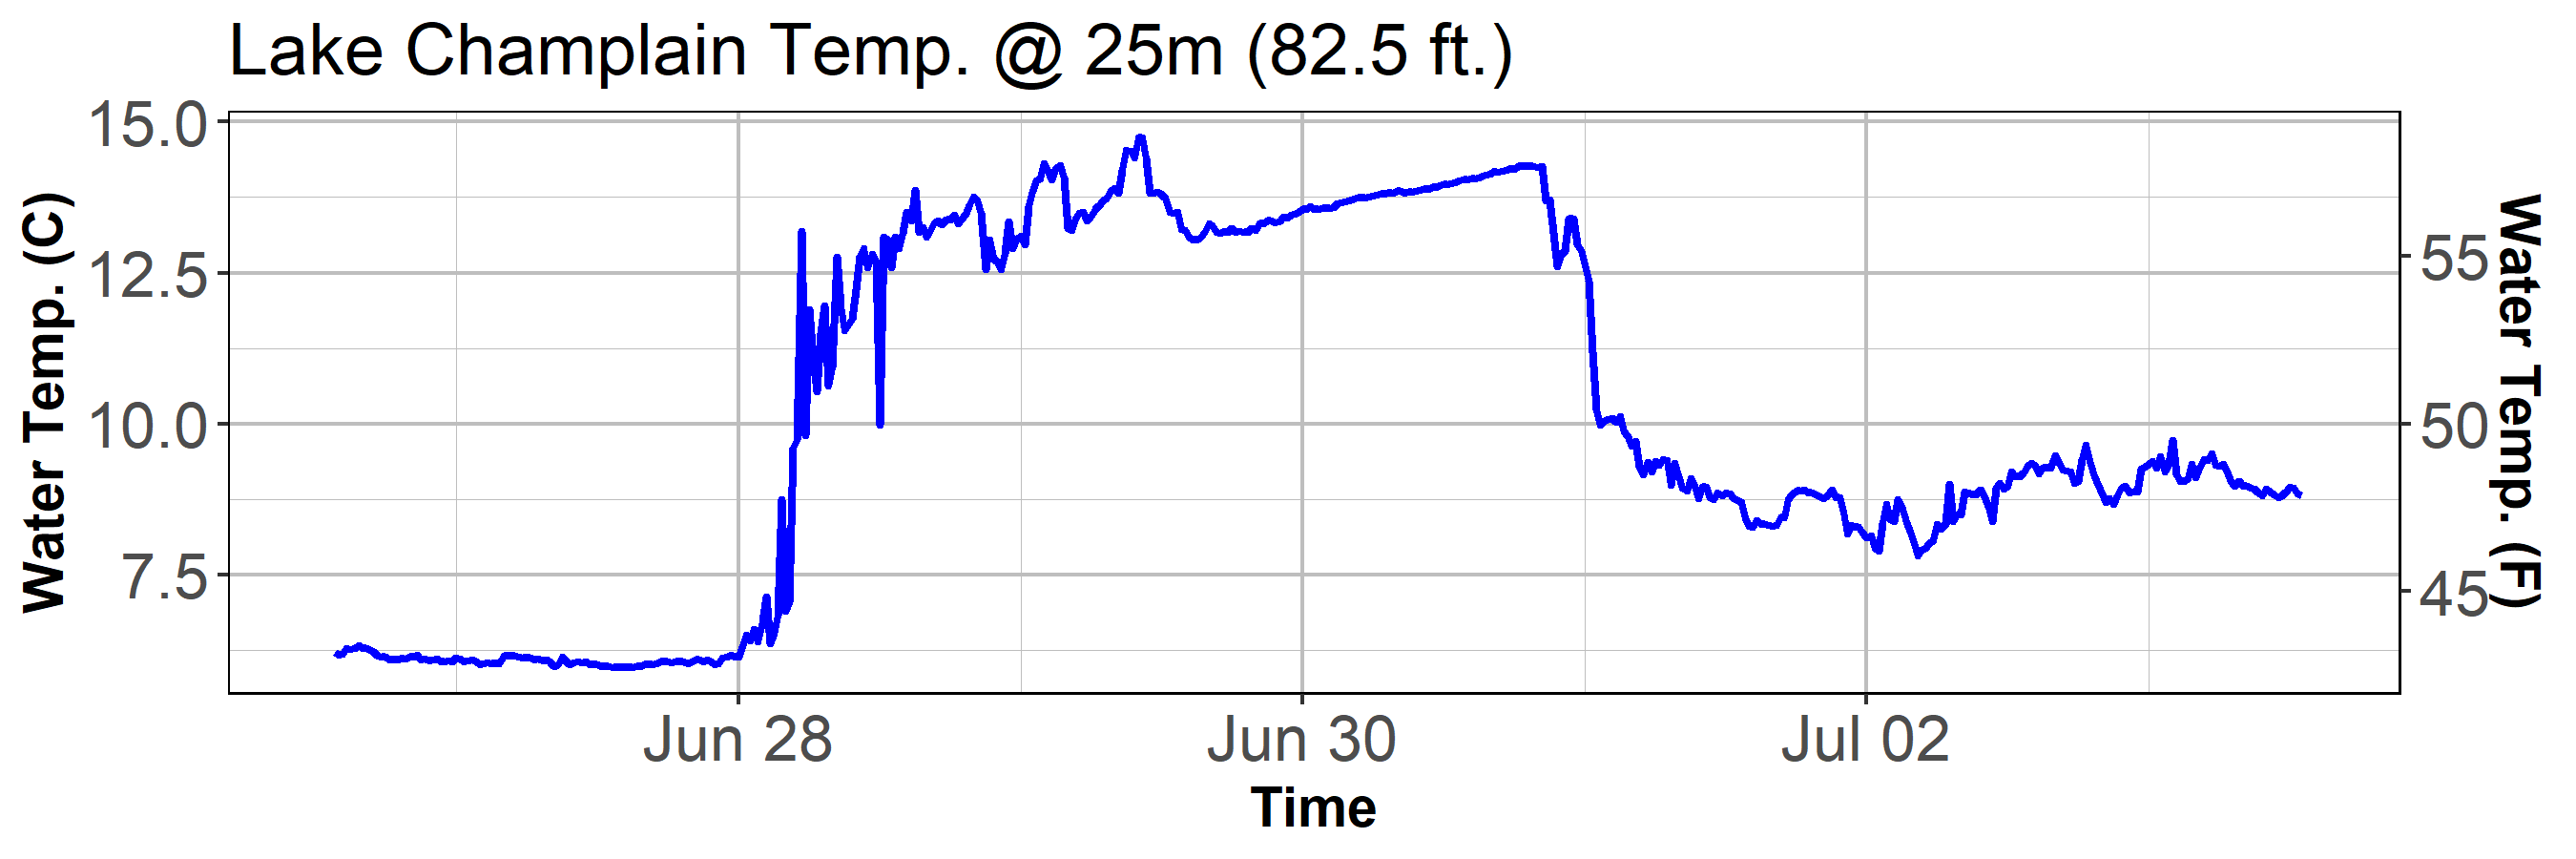 Lake Champlain Temp. @ 25m (82.5 ft.)
Water Temp. (C)
15.0
12.5
10.0
7.5
55
50
45
Water Temp. (F)
Jun 28
Jun 30
Jul 02
Time